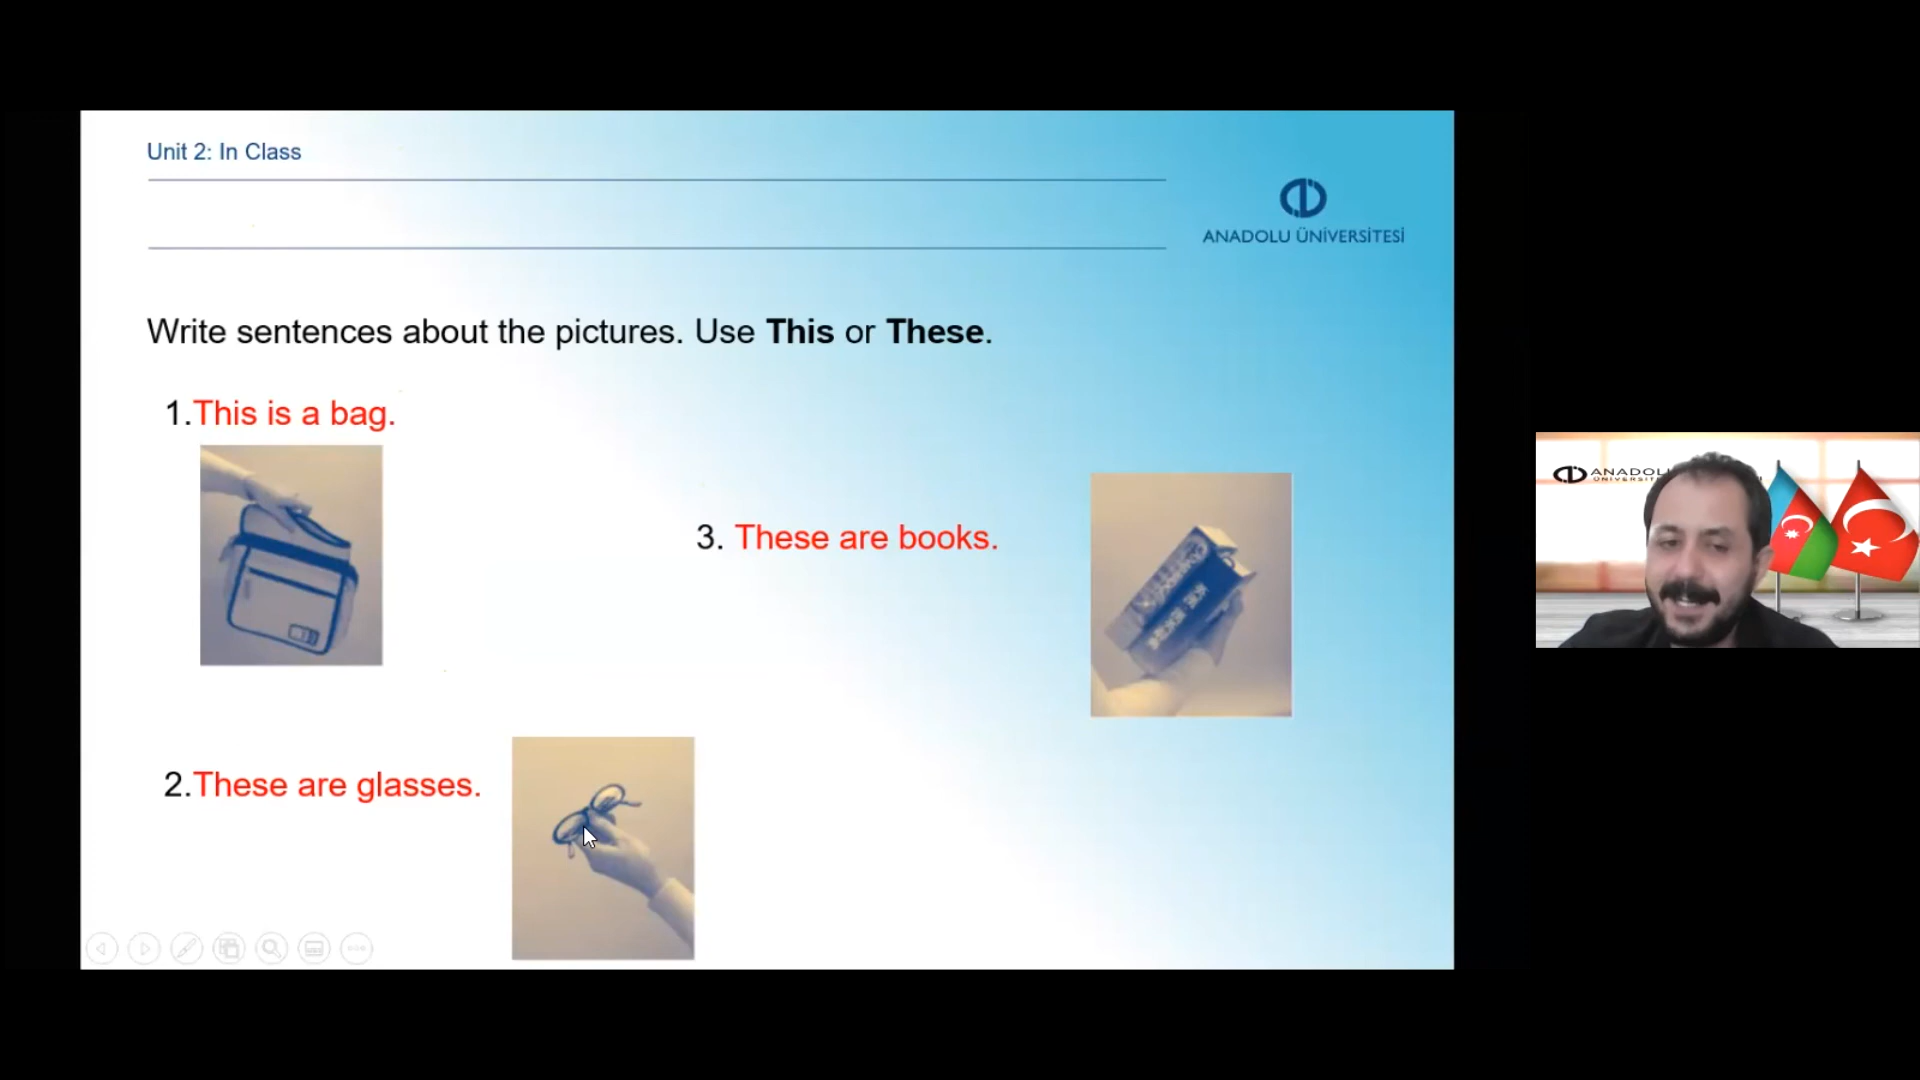 Unit 2: In Class
ANADOLU ÜNİVERSİTESİ
Write sentences about the pictures. Use This or These.
1.This is a bag.
3. These are books.
2.These are glasses.